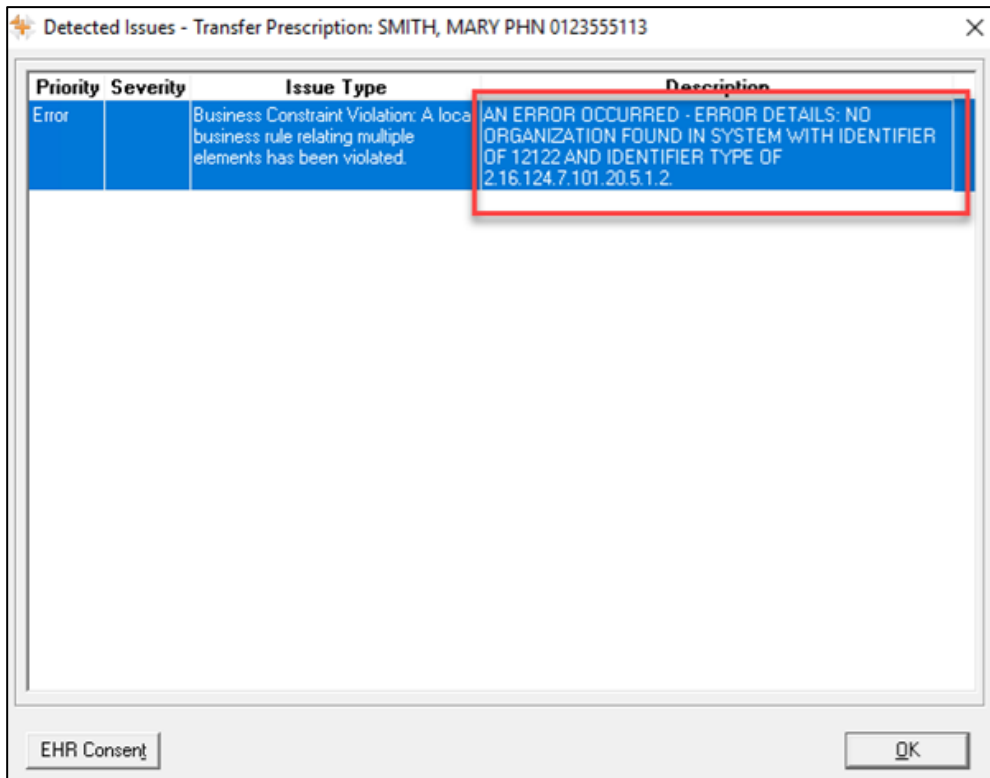 Detected Issues - Transfer Prescription: SMITH, MARY PHN 0123555113
Priority Severity Issue Type Description
Error
Business Constraint Violation: A loca
business rule relating multiple
elements has been violated.
AN ERROR OCCURRED - ERROR DETAILS: NO
ORGANIZATION FOUND IN SYSTEM WITH IDENTIFIER
OF 12122 AND IDENTIFIER TYPE OF
2.16.124.7.101.20.5.1.2.
EHR Consent
OK